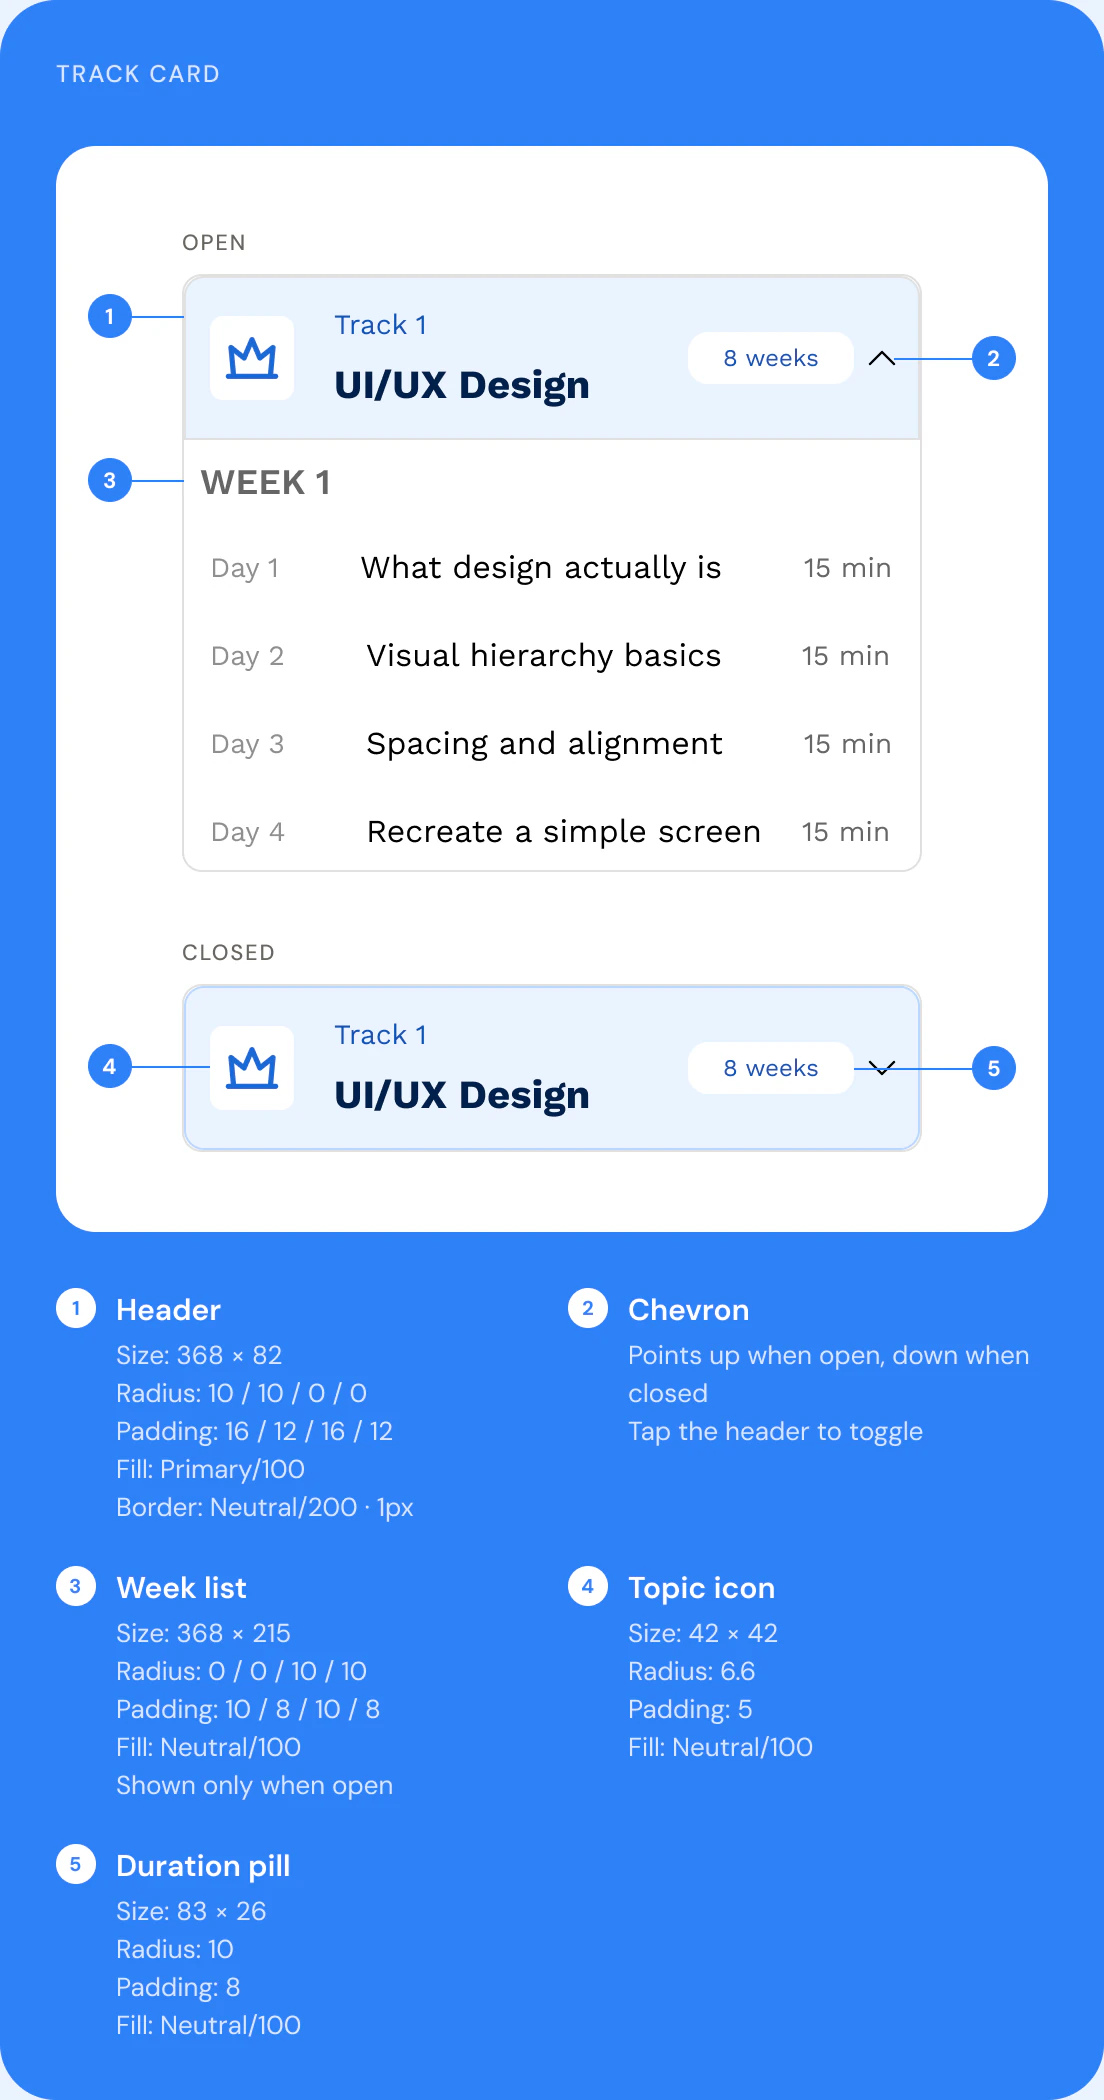 TRACK CARD
OPEN
1
Track 1
UI/UX Design
8 weeks
2
3
WEEK 1
Day 1 What design actually is 15 min
Day 2 Visual hierarchy basics 15 min
Day 3 Spacing and alignment 15 min
Day 4 Recreate a simple screen 15 min
CLOSED
4
Track 1
UI/UX Design
8 weeks
5
1 Header
Size: 368 × 82
Radius: 10 / 10 / 0 / 0
Padding: 16 / 12 / 16 / 12
Fill: Primary/100
Border: Neutral/200 · 1px
2 Chevron
Points up when open, down when
closed
Tap the header to toggle
3 Week list
Size: 368 × 215
Radius: 0 / 0 / 10 / 10
Padding: 10 / 8 / 10 / 8
Fill: Neutral/100
Shown only when open
4 Topic icon
Size: 42 × 42
Radius: 6.6
Padding: 5
Fill: Neutral/100
5 Duration pill
Size: 83 × 26
Radius: 10
Padding: 8
Fill: Neutral/100